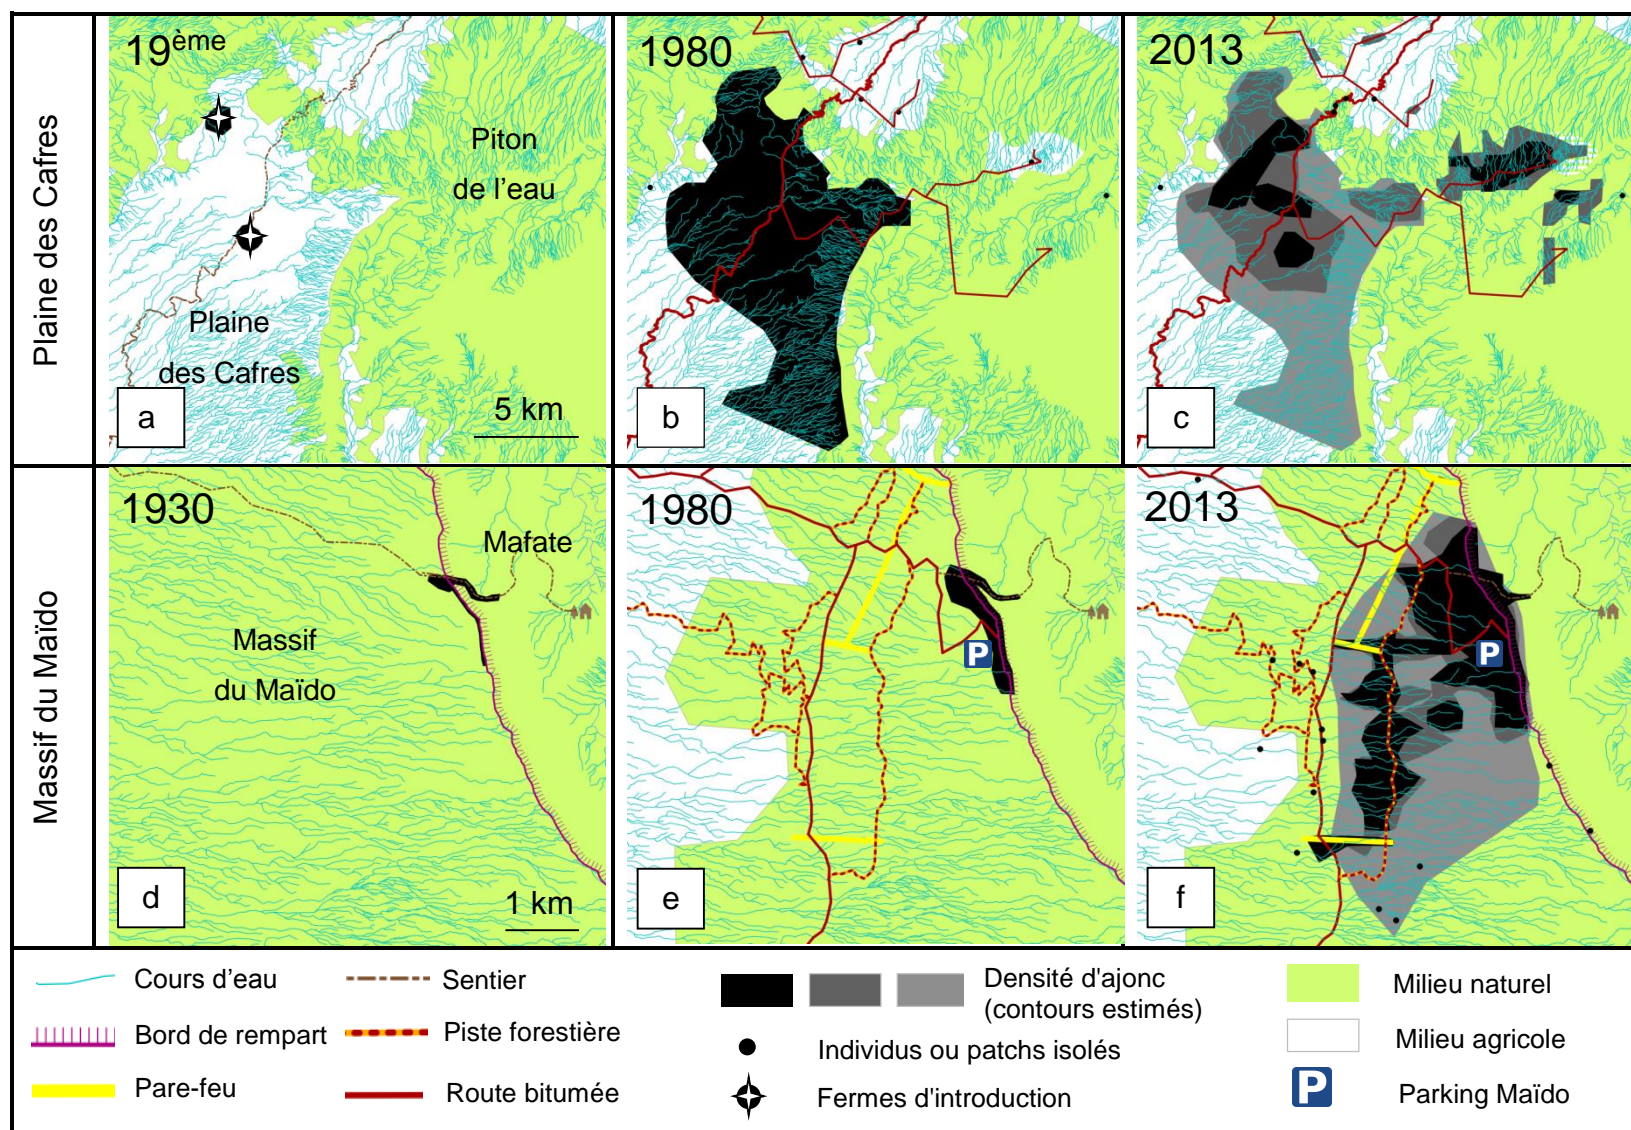 Plaine des Cafres
19ème
Piton
de l'eau
Plaine
des Cafres
a
5 km
1980
b
2013
c
Massif du Maïdo
1930
Mafate
Massif
du Maïdo
d
1 km
1980
P
e
2013
P
f
Cours d'eau
Sentier
Densité d'ajonc
(contours estimés)
Milieu naturel
Bord de rempart
Piste forestière
Individus ou patchs isolés
Milieu agricole
Pare-feu
Route bitumée
Fermes d'introduction
P
Parking Maïdo